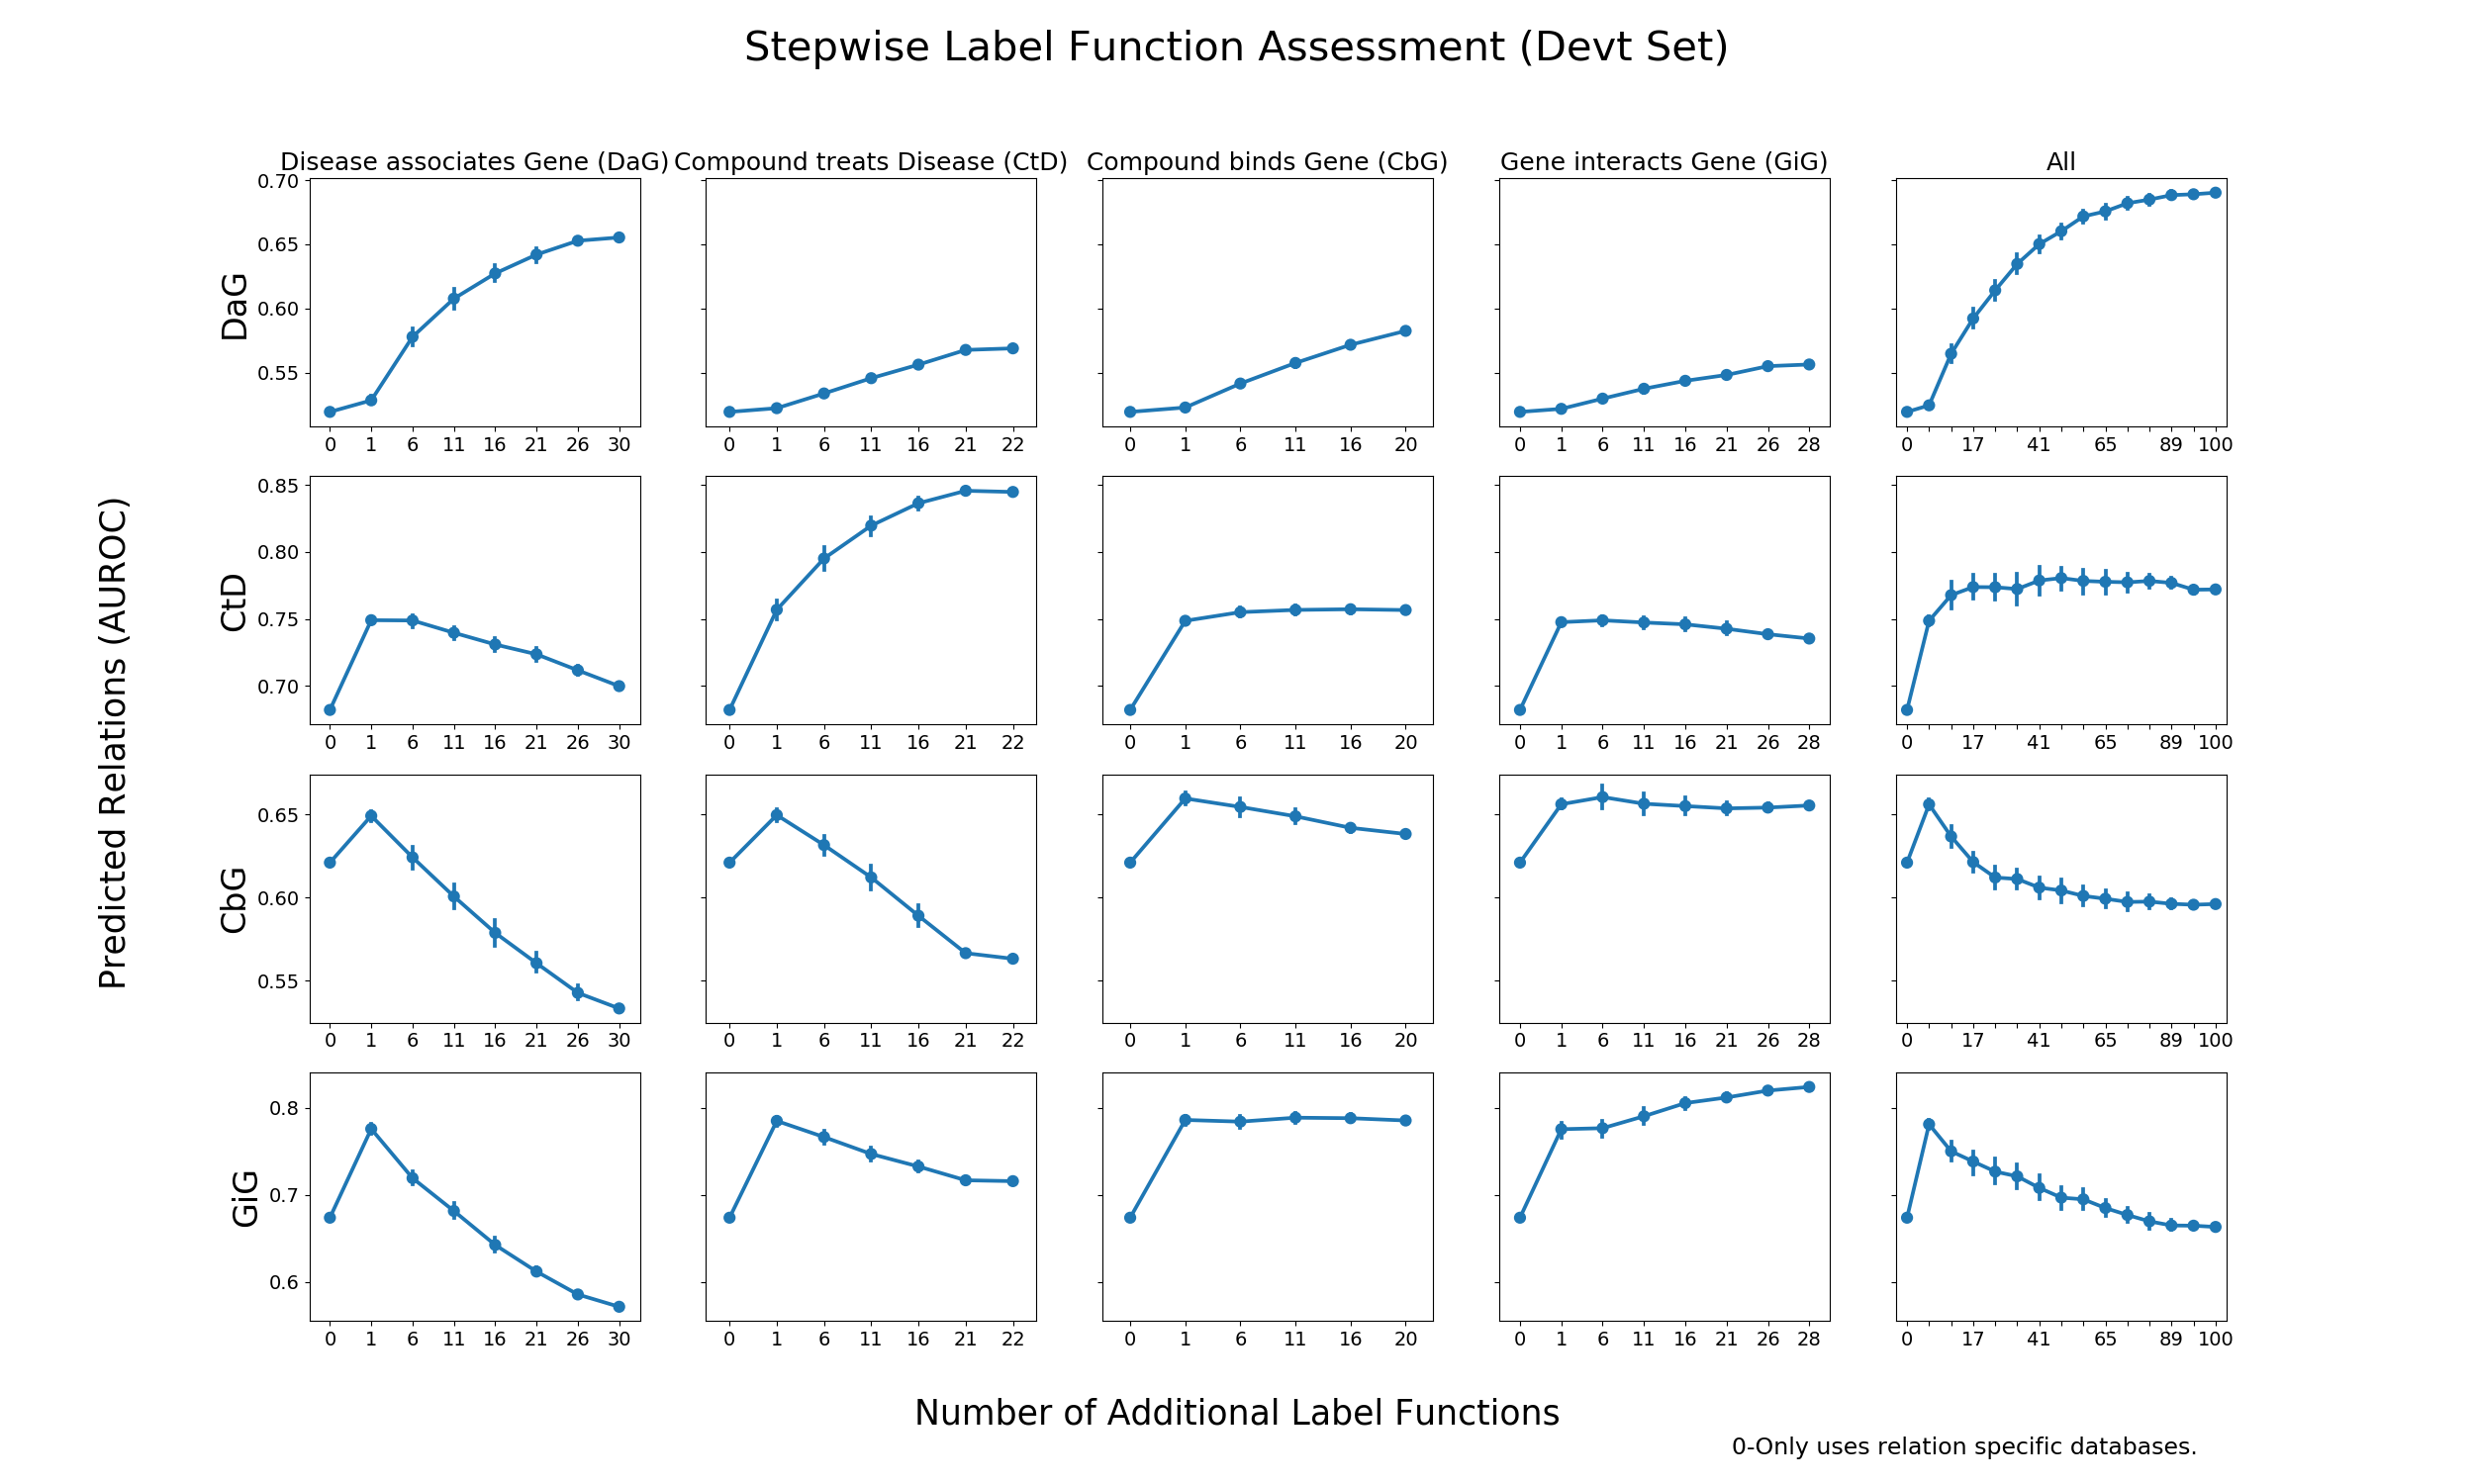 Stepwise Label Function Assessment (Devt Set)
Disease associates Gene (DaG) Compound treats Disease (CtD) Compound binds Gene (CbG) Gene interacts Gene (GiG) All
Predicted Relations (AUROC)
DaG
0.70
0.65
0.60
0.55
0 1 6 11 16 21 26 30 0 1 6 11 16 21 22 0 1 6 11 16 20 0 1 6 11 16 21 26 28 0 17 41 65 89 100
CtD
0.85
0.80
0.75
0.70
0 1 6 11 16 21 26 30 0 1 6 11 16 21 22 0 1 6 11 16 20 0 1 6 11 16 21 26 28 0 17 41 65 89 100
CbG
0.65
0.60
0.55
0 1 6 11 16 21 26 30 0 1 6 11 16 21 22 0 1 6 11 16 20 0 1 6 11 16 21 26 28 0 17 41 65 89 100
GiG
0.8
0.7
0.6
0 1 6 11 16 21 26 30 0 1 6 11 16 21 22 0 1 6 11 16 20 0 1 6 11 16 21 26 28 0 17 41 65 89 100
Number of Additional Label Functions
0-Only uses relation specific databases.